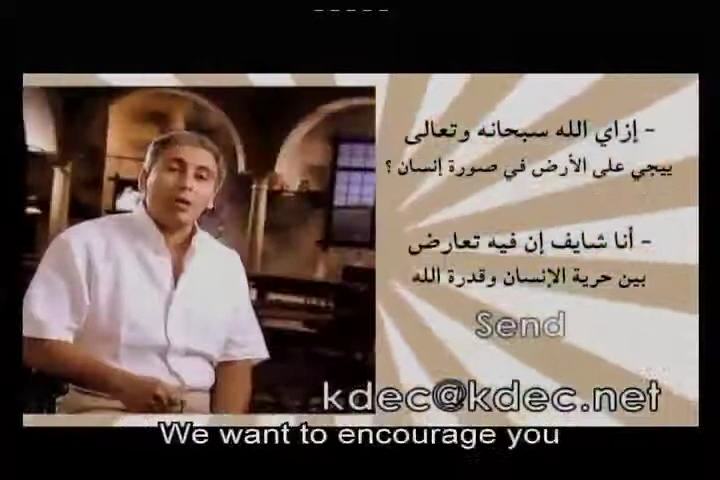 - إزاي الله سبحانه وتعالى
ييجي على الأرض في صورة إنسان ؟
- أنا شايف إن فيه تعارض
بين حرية الإنسان وقدرة الله
Send
kdec@kdec.net
We want to encourage you